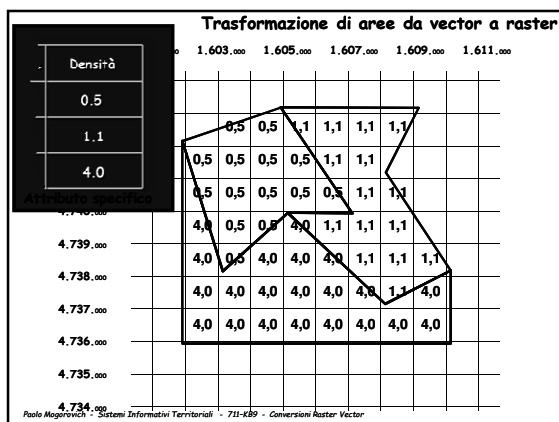 Trasformazione di aree da vector a raster
1.603.000 1.605.000 1.607.000 1.609.000 1.611.000
Densità
0.5
1.1
4.0
Attributo specifico
0,5 0,5 1,1 1,1 1,1 1,1
0,5 0,5 0,5 0,5 1,1 1,1
0,5 0,5 0,5 0,5 0,5 1,1 1,1
4.740.000
4,0 0,5 0,5 4,0 1,1 1,1 1,1
4.739.000
4,0 0,5 4,0 4,0 4,0 1,1 1,1 1,1
4.738.000
4,0 4,0 4,0 4,0 4,0 4,0 1,1 4,0
4.737.000
4,0 4,0 4,0 4,0 4,0 4,0 4,0 4,0
4.736.000
4.735.000
4.734.000
Paolo Mogorovich - Sistemi Informativi Territoriali - 711-KB9 - Conversioni Raster Vector